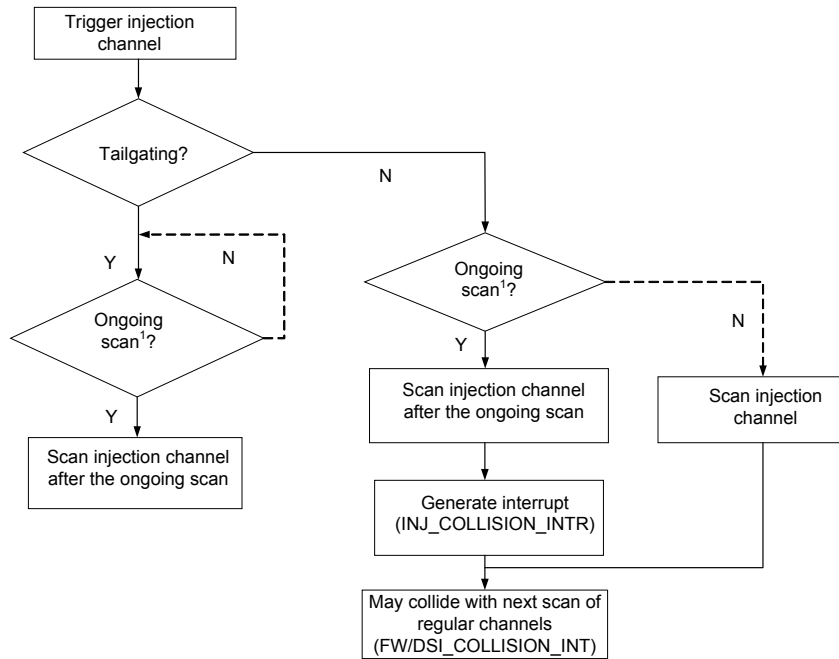 Trigger injection
channel
Tailgating?
N
Y
N
Ongoing
scan¹?
Ongoing
scan¹?
N
Y
Y
Scan injection channel
after the ongoing scan
Scan injection
channel
Scan injection channel
after the ongoing scan
Generate interrupt
(INJ_COLLISION_INTR)
May collide with next scan of
regular channels
(FW/DSI_COLLISION_INT)